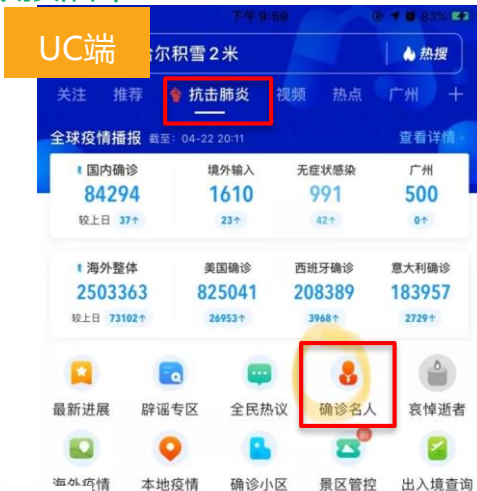 下午9:59
83%
UC端
尔积雪2米
热搜
关注 推荐 抗击肺炎 视频 热点 广州 +
全球疫情播报 截至：04-22 20:11 查看详情
国内确诊 境外输入 无症状感染 广州
84294 1610 991 500
较上日 37↑ 23↑ 42↑ 0↑
海外整体 美国确诊 西班牙确诊 意大利确诊
2503363 825041 208389 183957
较上日 73102↑ 26953↑ 3968↑ 2729↑
最新进展 辟谣专区 全民热议 确诊名人 哀悼逝者
新
海外疫情 本地疫情 确诊小区 景区管控 出入境查询